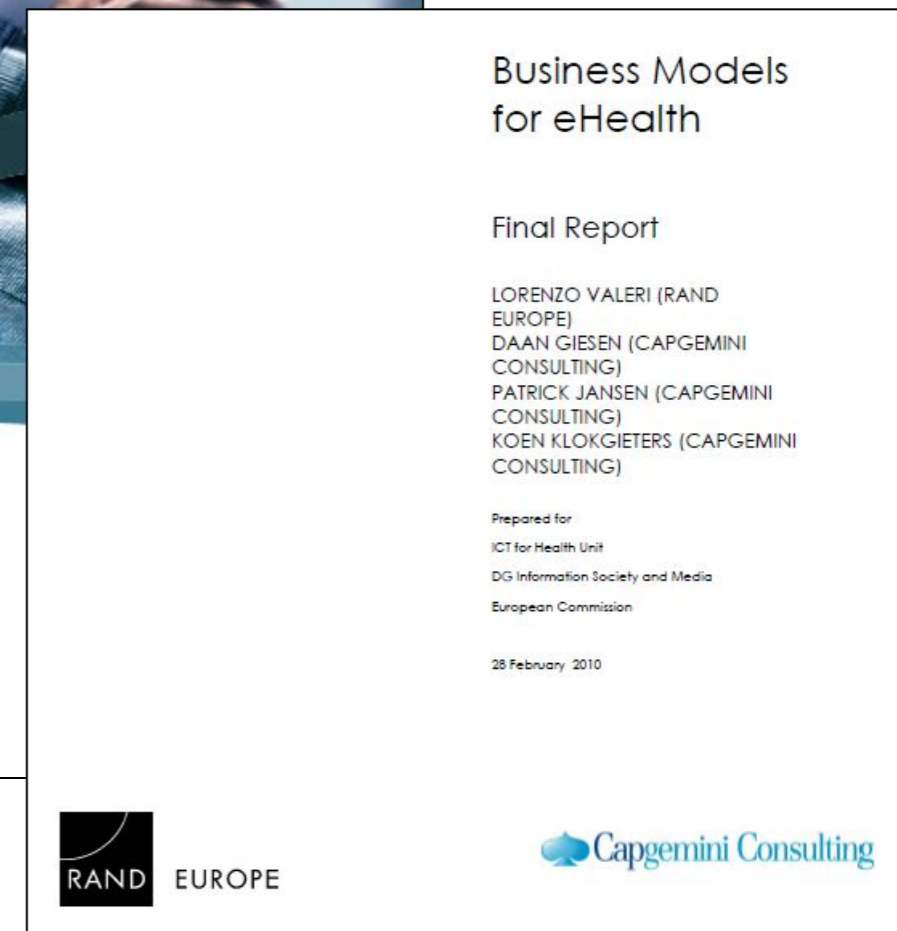 Business Models
for eHealth
Final Report
LORENZO VALERI (RAND
EUROPE)
DAAN GIESEN (CAPGEMINI
CONSULTING)
PATRICK JANSEN (CAPGEMINI
CONSULTING)
KOEN KLOKGIETERS (CAPGEMINI
CONSULTING)
Prepared for
ICT for Health Unit
DG Information Society and Media
European Commission
28 February 2010
RAND EUROPE
Capgemini Consulting